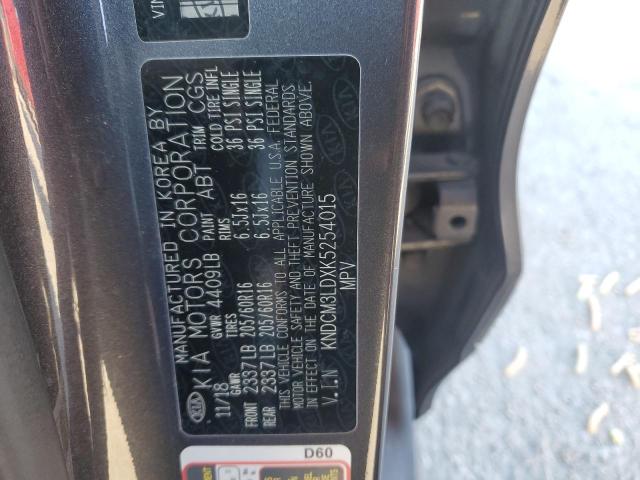 VIN
MANUFACTURED IN KOREA BY
KIA KIA MOTORS CORPORATION
11/18 GVWR 4409LB PAINT ABT TRIM CGS
GAWR TIRES RIMS COLD TIRE INFL
FRONT 2337LB 205/60R16 6.5Jx16 36 PSI SINGLE
REAR 2337LB 205/60R16 6.5Jx16 36 PSI SINGLE
THIS VEHICLE CONFORMS TO ALL APPLICABLE U.S.A. FEDERAL
MOTOR VEHICLE SAFETY AND THEFT PREVENTION STANDARDS
IN EFFECT ON THE DATE OF MANUFACTURE SHOWN ABOVE.
V.I.N KNDCM3LDXK5254015
MPV
D60